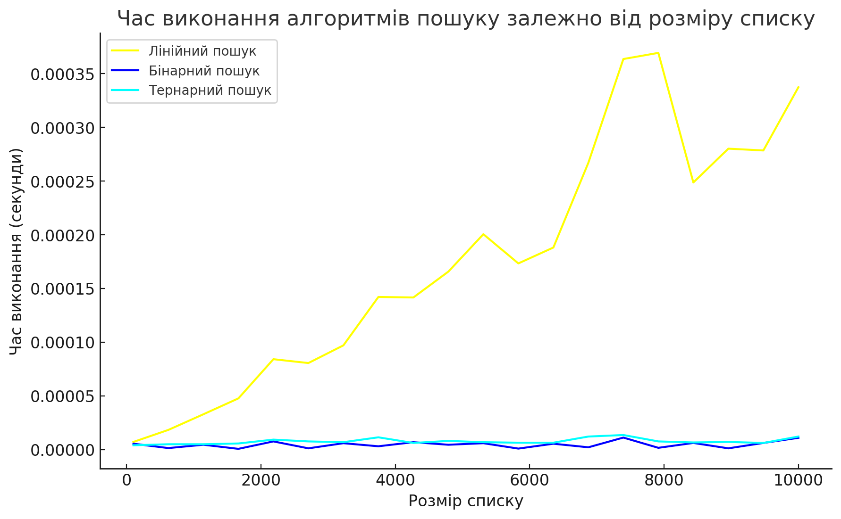 Час виконання алгоритмів пошуку залежно від розміру списку
Лінійний пошук
Бінарний пошук
Тернарний пошук
Час виконання (секунди)
0.00035
0.00030
0.00025
0.00020
0.00015
0.00010
0.00005
0.00000
0
2000
4000
6000
8000
10000
Розмір списку